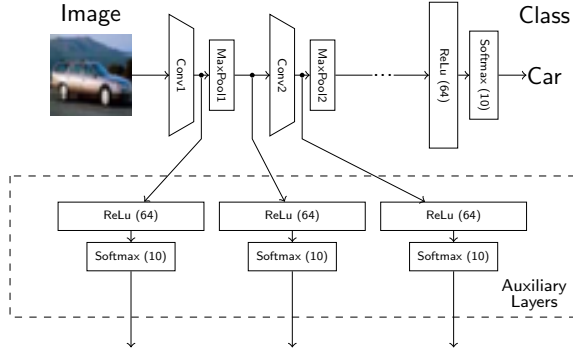 Image
Class
Conv1
MaxPool1
Conv2
MaxPool2
...
ReLu (64)
Softmax (10)
Car
ReLu (64)
ReLu (64)
ReLu (64)
Softmax (10)
Softmax (10)
Softmax (10)
Auxiliary
Layers